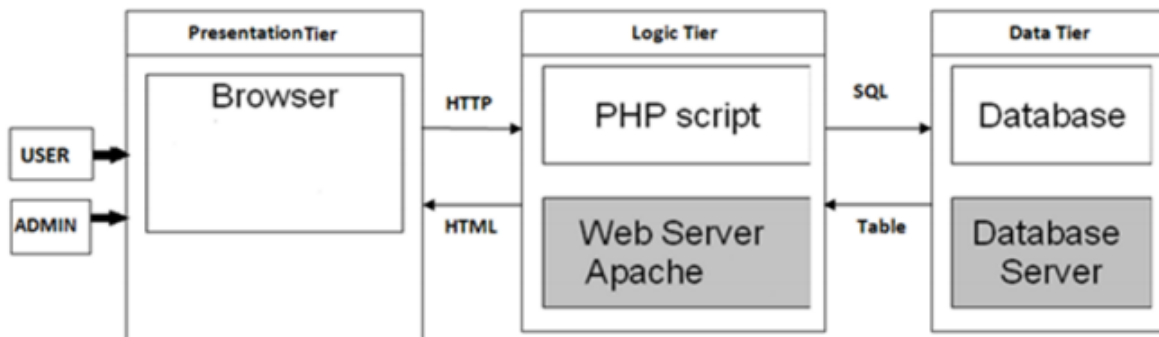 PresentationTier
Logic Tier
Data Tier
Browser
HTTP
PHP script
SQL
Database
USER
ADMIN
HTML
Web Server
Apache
Table
Database
Server